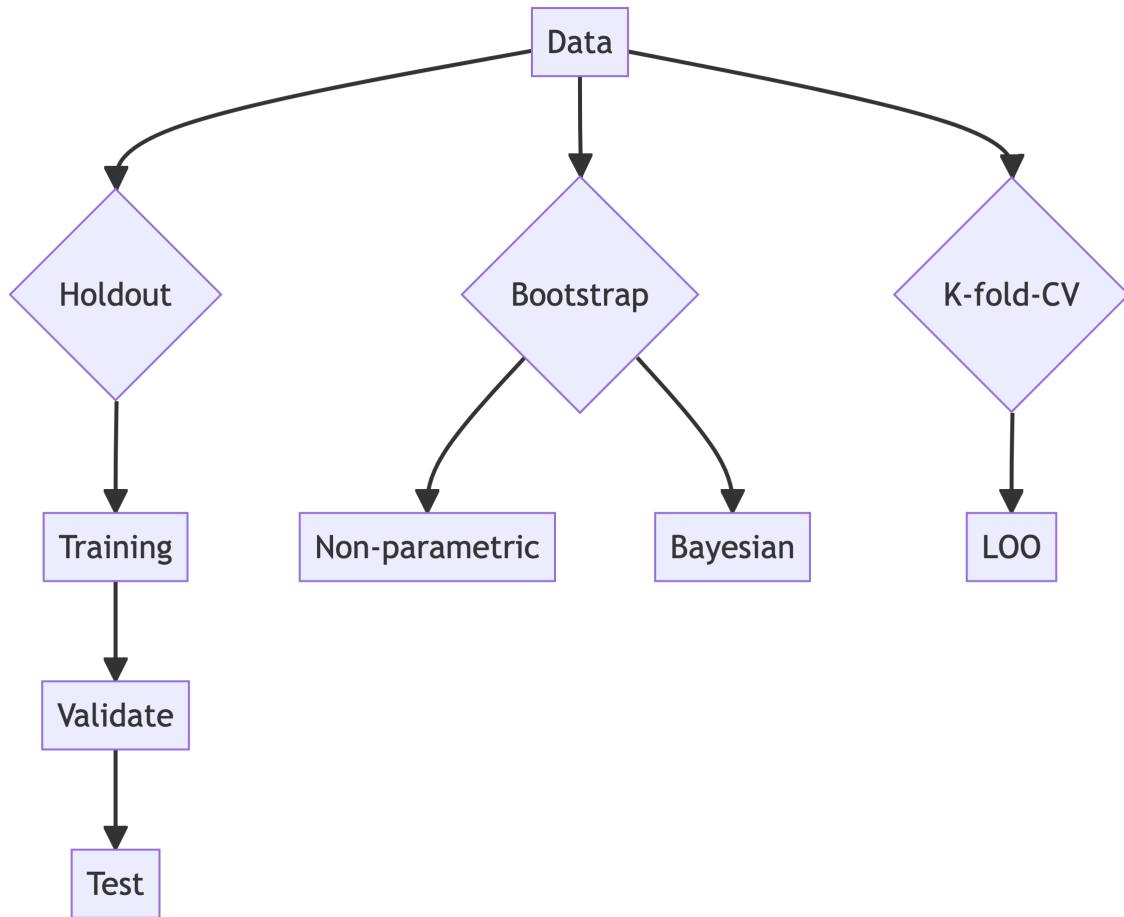 Data
Holdout
Bootstrap
K-fold-CV
Training
Non-parametric
Bayesian
LOO
Validate
Test